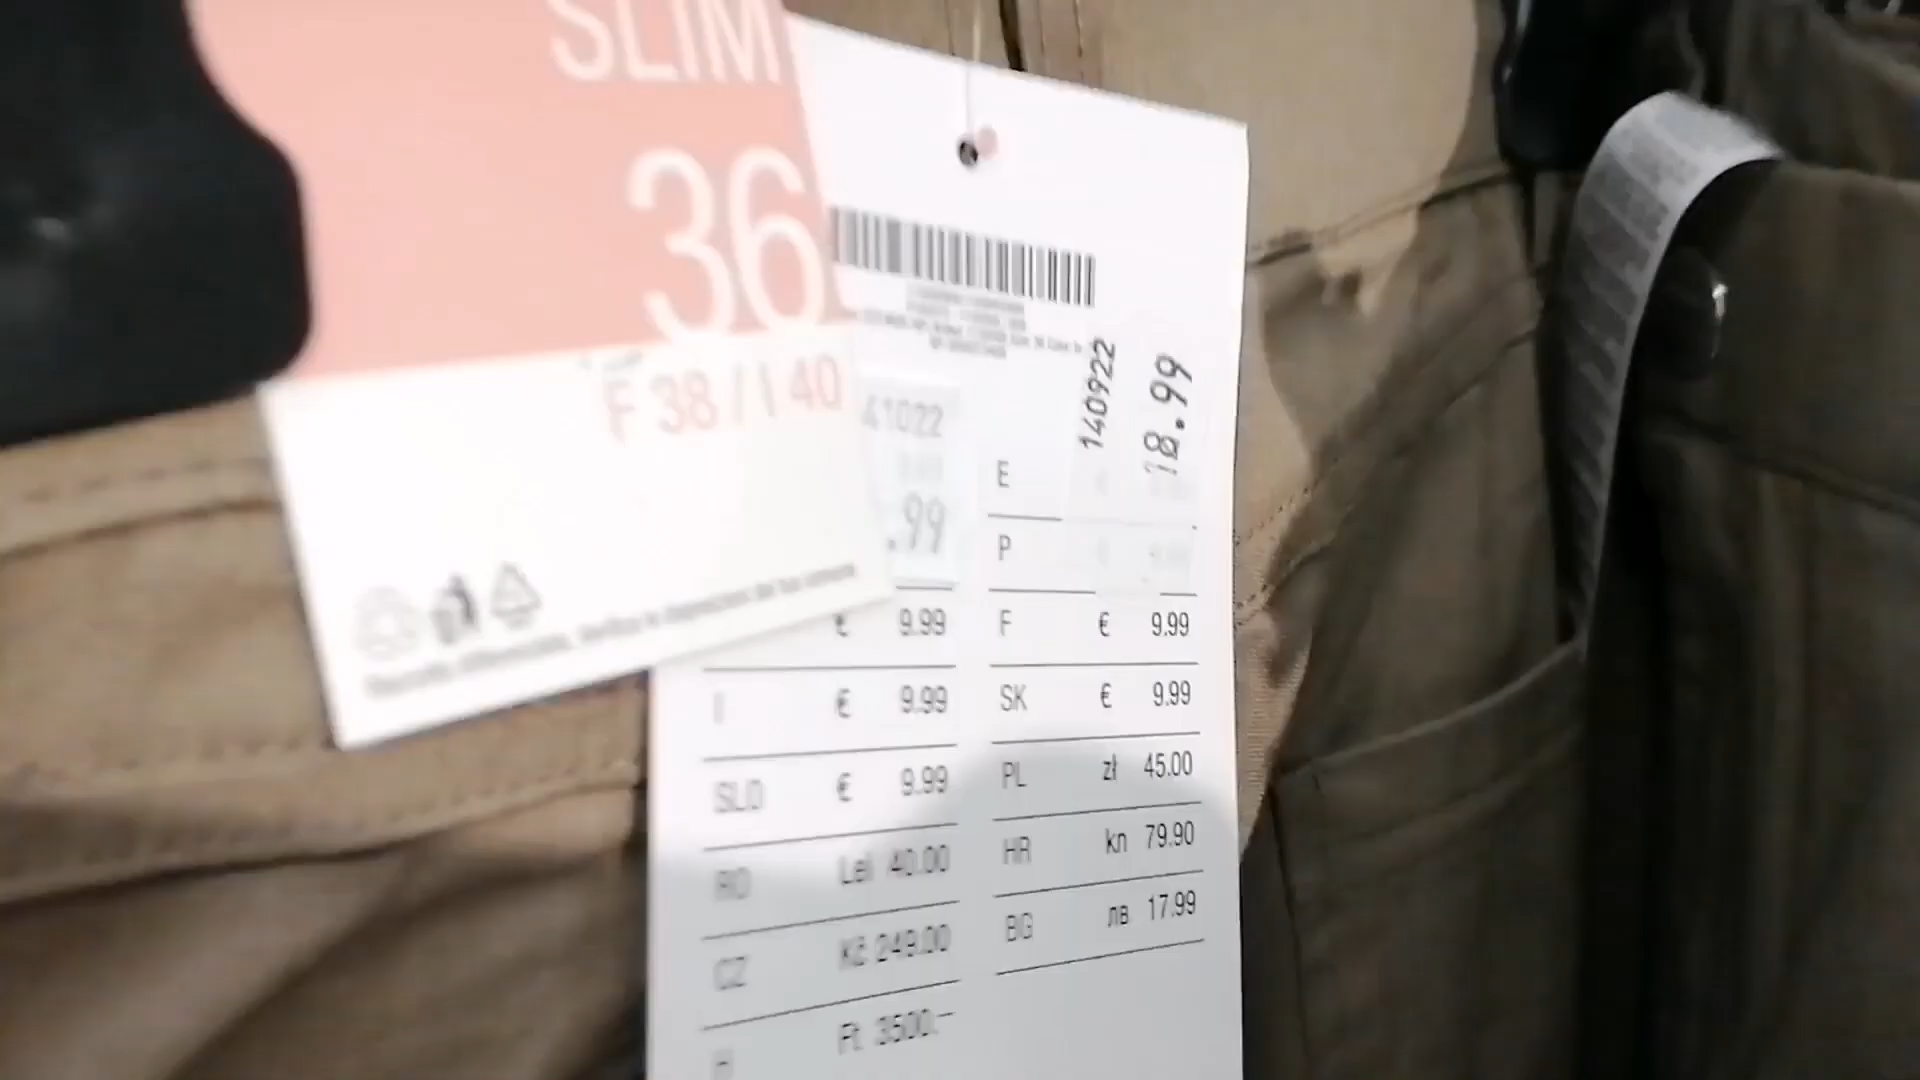 SLIM
36
F 38 / I 40
41022
.99
140922
18.99
E
P
€ 9.99
F € 9.99
I € 9.99
SK € 9.99
SLO € 9.99
PL zł 45.00
RO Lei 40.00
HR kn 79.90
CZ Kč 249.00
BG лв 17.99
Ft 3500.-